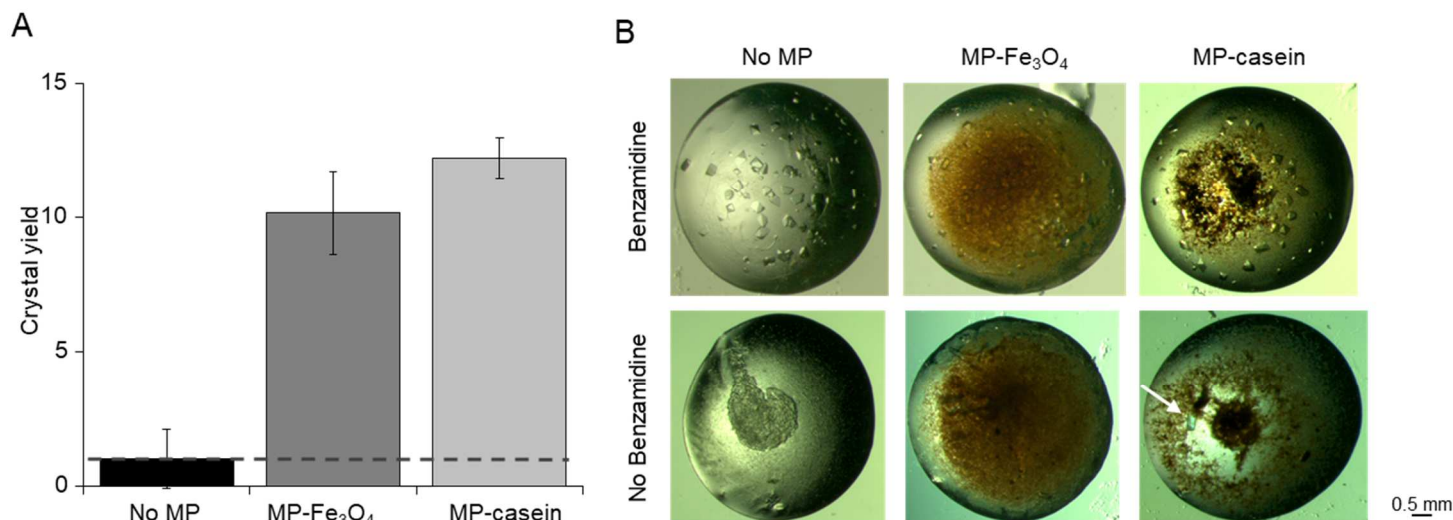 A
Crystal yield
15
10
5
0
No MP
MP-Fe₃O₄
MP-casein
B
No MP
MP-Fe₃O₄
MP-casein
Benzamidine
No Benzamidine
0.5 mm